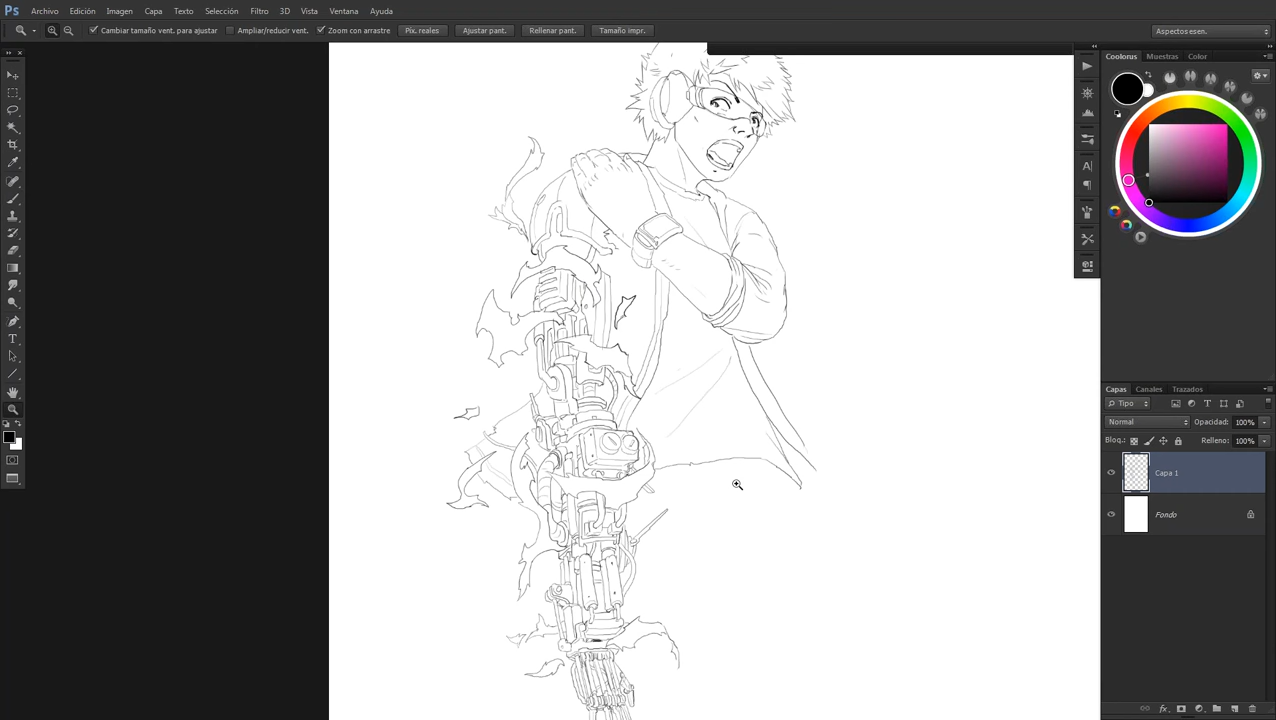 Ps Archivo Edición Imagen Capa Texto Selección Filtro 3D Vista Ventana Ayuda
Cambiar tamaño vent. para ajustar Ampliar/reducir vent. Zoom con arrastre Píx. reales Ajustar pant. Rellenar pant. Tamaño impr. Aspectos esen.
Coolorus Muestras Color
Capas Canales Trazados
Tipo
Normal Opacidad: 100%
Bloq.: Relleno: 100%
Capa 1
Fondo